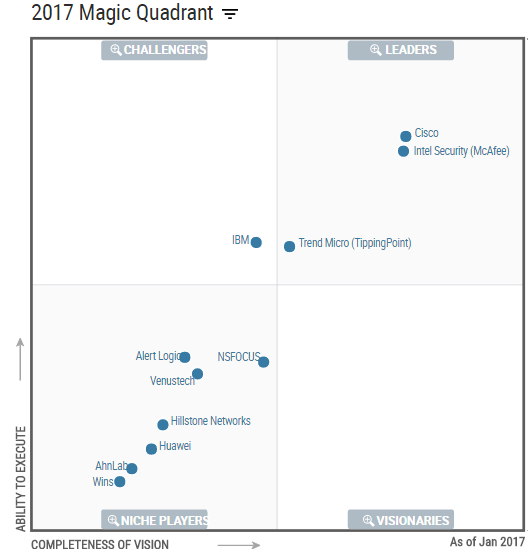 2017 Magic Quadrant
CHALLENGERS
LEADERS
Cisco
Intel Security (McAfee)
IBM
Trend Micro (TippingPoint)
Alert Logic
NSFOCUS
Venustech
Hillstone Networks
Huawei
AhnLab
Wins
NICHE PLAYERS
VISIONARIES
ABILITY TO EXECUTE
COMPLETENESS OF VISION
As of Jan 2017